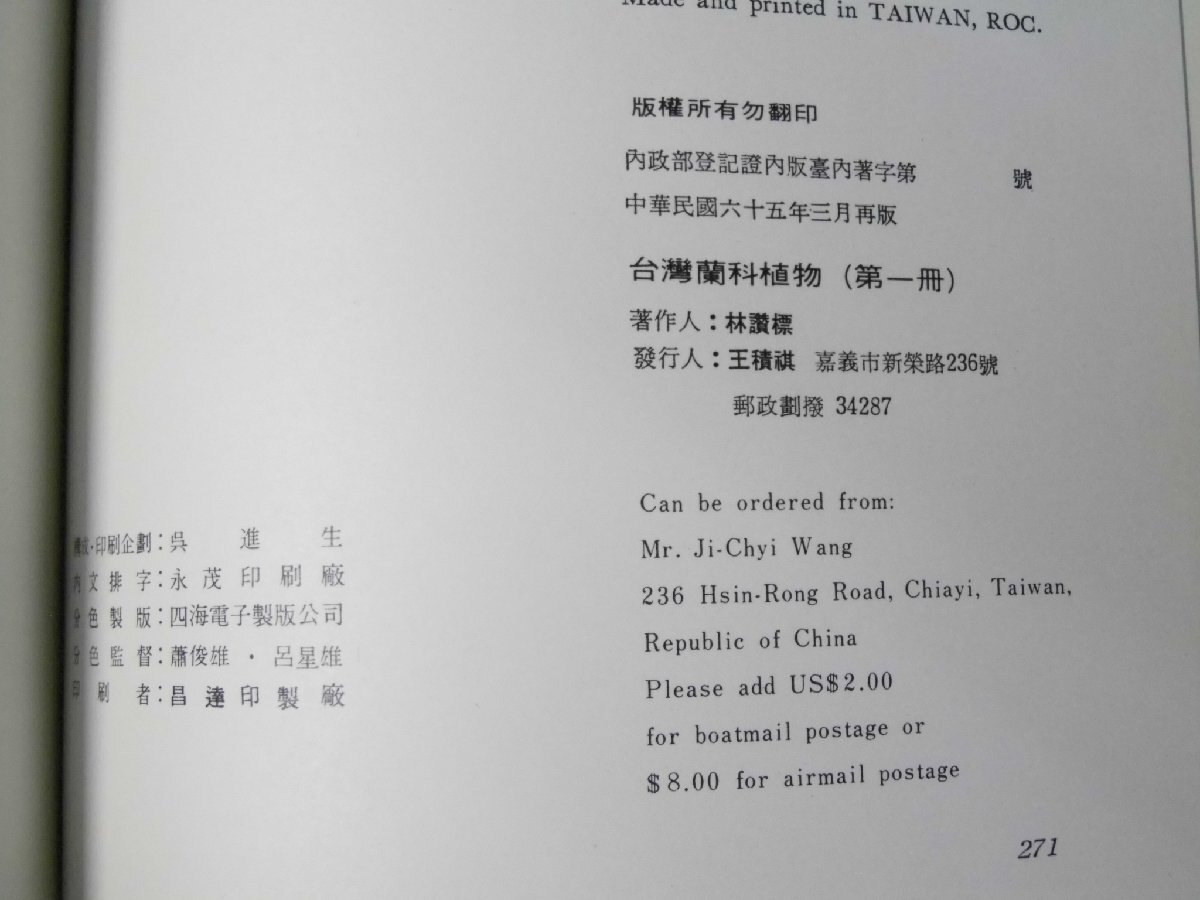 Made and printed in TAIWAN, ROC.
版權所有勿翻印
內政部登記證內版臺內著字第　　　號
中華民國六十五年三月再版
台灣蘭科植物（第一冊）
著作人：林讚標
發行人：王積祺 嘉義市新榮路236號
郵政劃撥 34287
Can be ordered from:
Mr. Ji-Chyi Wang
236 Hsin-Rong Road, Chiayi, Taiwan,
Republic of China
Please add US$2.00
for boatmail postage or
$8.00 for airmail postage
構成・印刷企劃：吳進生
內文排字：永茂印刷廠
分色製版：四海電子製版公司
分色監督：蕭俊雄・呂星雄
印刷者：昌達印製廠
271